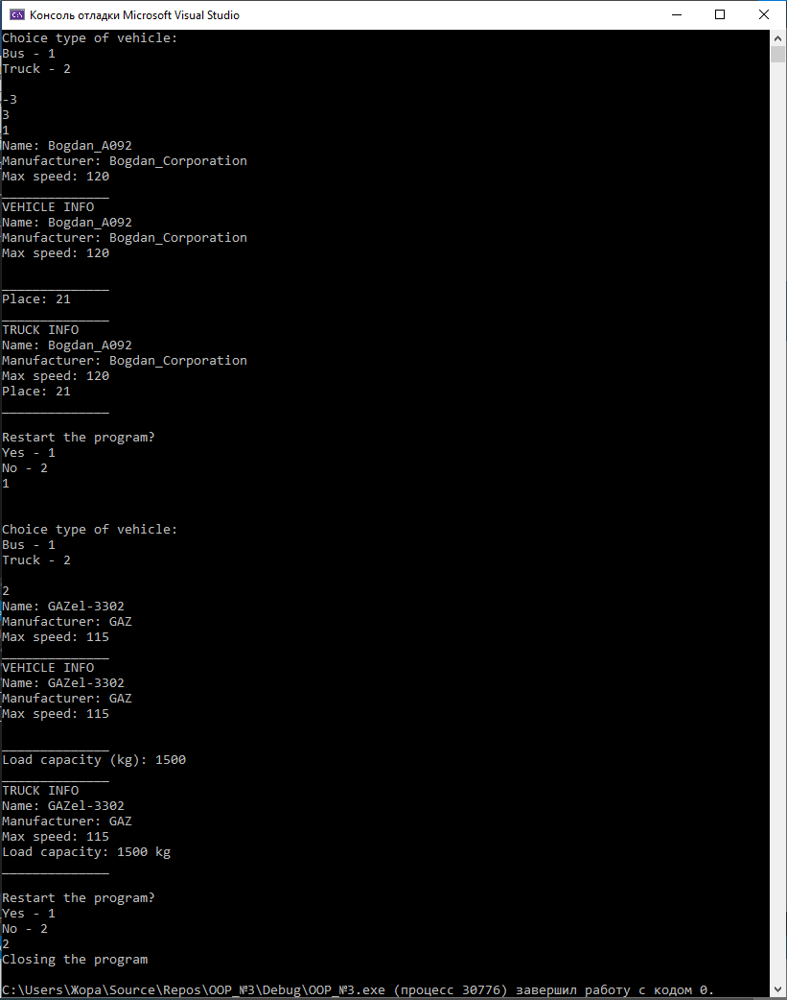 Консоль отладки Microsoft Visual Studio
Choice type of vehicle:
Bus - 1
Truck - 2
-3
3
1
Name: Bogdan_A092
Manufacturer: Bogdan_Corporation
Max speed: 120
______________
VEHICLE INFO
Name: Bogdan_A092
Manufacturer: Bogdan_Corporation
Max speed: 120
______________
Place: 21
______________
TRUCK INFO
Name: Bogdan_A092
Manufacturer: Bogdan_Corporation
Max speed: 120
Place: 21
______________
Restart the program?
Yes - 1
No - 2
1
Choice type of vehicle:
Bus - 1
Truck - 2
2
Name: GAZel-3302
Manufacturer: GAZ
Max speed: 115
______________
VEHICLE INFO
Name: GAZel-3302
Manufacturer: GAZ
Max speed: 115
______________
Load capacity (kg): 1500
______________
TRUCK INFO
Name: GAZel-3302
Manufacturer: GAZ
Max speed: 115
Load capacity: 1500 kg
______________
Restart the program?
Yes - 1
No - 2
2
Closing the program
C:\Users\Жора\Source\Repos\OOP_№3\Debug\OOP_№3.exe (процесс 30776) завершил работу с кодом 0.